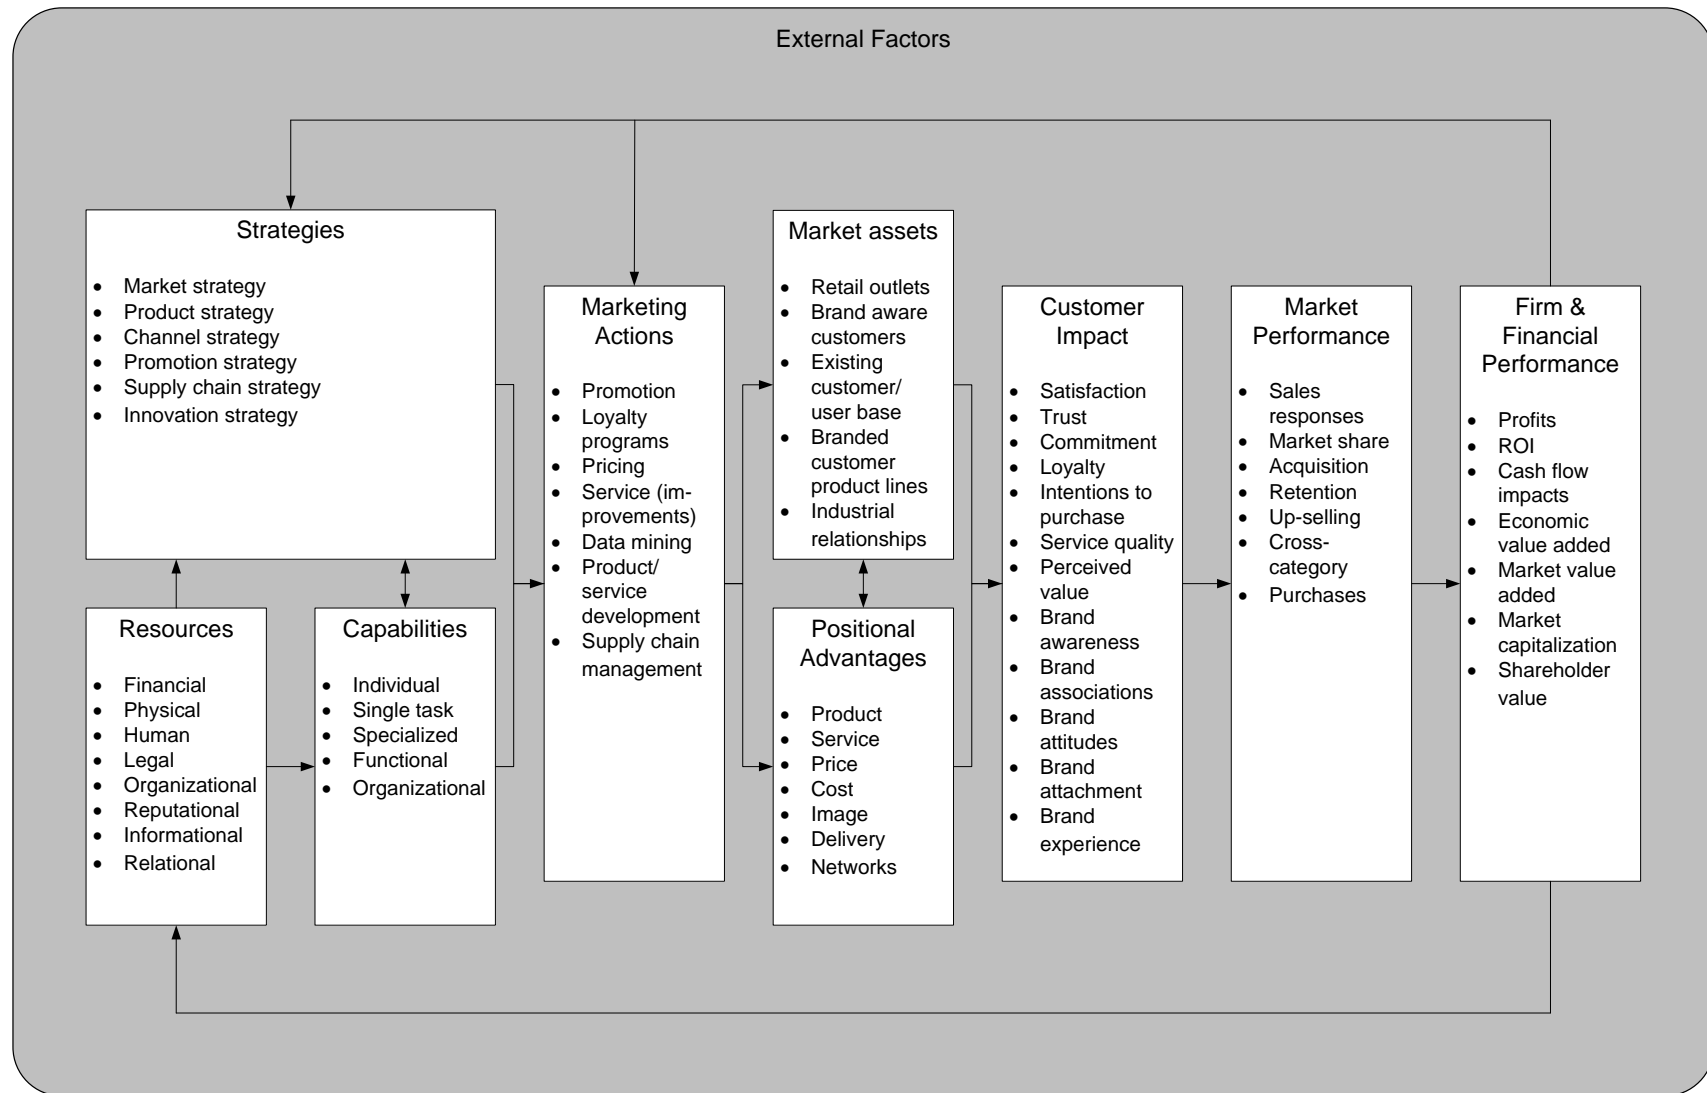 External Factors
Strategies
• Market strategy
• Product strategy
• Channel strategy
• Promotion strategy
• Supply chain strategy
• Innovation strategy
Resources
• Financial
• Physical
• Human
• Legal
• Organizational
• Reputational
• Informational
• Relational
Capabilities
• Individual
• Single task
• Specialized
• Functional
• Organizational
Marketing
Actions
• Promotion
• Loyalty
programs
• Pricing
• Service (im-
provements)
• Data mining
• Product/
service
development
• Supply chain
management
Market assets
• Retail outlets
• Brand aware
customers
• Existing
customer/
user base
• Branded
customer
product lines
• Industrial
relationships
Positional
Advantages
• Product
• Service
• Price
• Cost
• Image
• Delivery
• Networks
Customer
Impact
• Satisfaction
• Trust
• Commitment
• Loyalty
• Intentions to
purchase
• Service quality
• Perceived
value
• Brand
awareness
• Brand
associations
• Brand
attitudes
• Brand
attachment
• Brand
experience
Market
Performance
• Sales
responses
• Market share
• Acquisition
• Retention
• Up-selling
• Cross-
category
• Purchases
Firm &
Financial
Performance
• Profits
• ROI
• Cash flow
impacts
• Economic
value added
• Market value
added
• Market
capitalization
• Shareholder
value